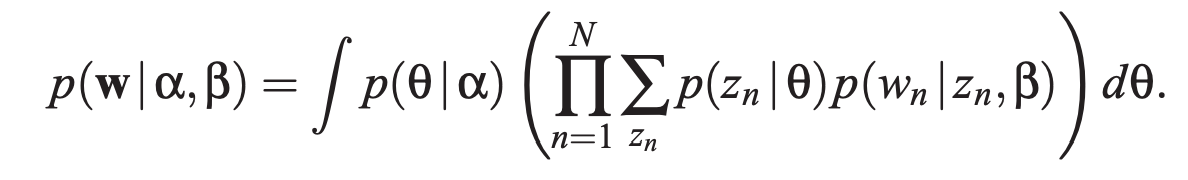 p(w|α,β) = ∫ p(θ|α) ( ∏_{n=1}^{N} ∑_{z_n} p(z_n|θ)p(w_n|z_n,β) ) dθ.